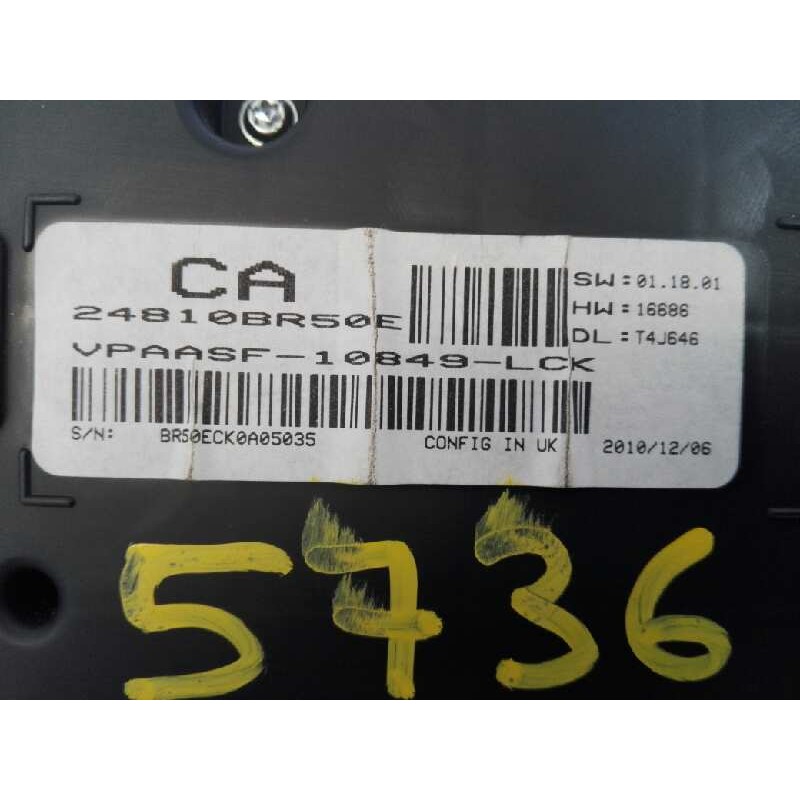 CA
24810BR50E
VPAASF-10849-LCK
SW:01.18.01
HW:16686
DL:T4J646
S/N: BR50ECK0A05035 CONFIG IN UK 2010/12/06
5736